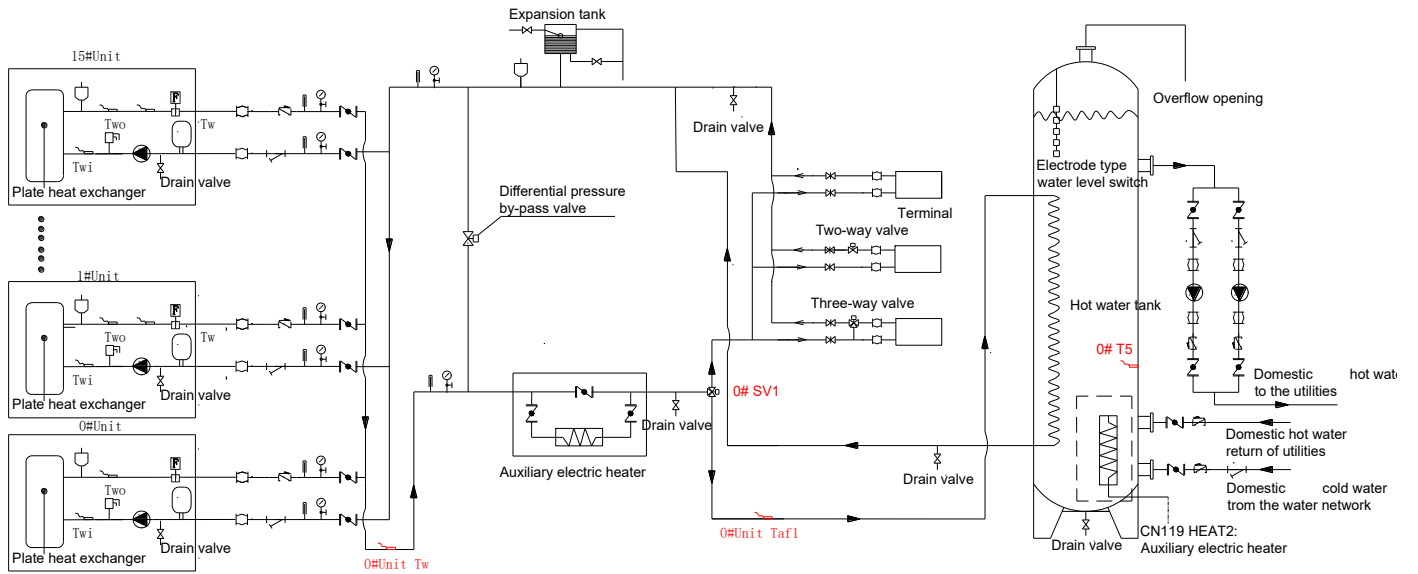 Expansion tank
15#Unit
Overflow opening
Two
Tw
Drain valve
Twi
Drain valve
Plate heat exchanger
Electrode type
water level switch
Differential pressure
by-pass valve
Terminal
Two-way valve
1#Unit
Three-way valve
Hot water tank
Tw
Two
0# T5
Twi
Drain valve
Plate heat exchanger
Domestic hot wate
to the utilities
0# SV1
0#Unit
Drain valve
Domestic hot water
return of utilities
Auxiliary electric heater
Drain valve
Domestic cold water
trom the water network
Two
Twi
Drain valve
Plate heat exchanger
0#Unit Taf1
CN119 HEAT2:
Drain valve
Auxiliary electric heater
0#Unit Tw